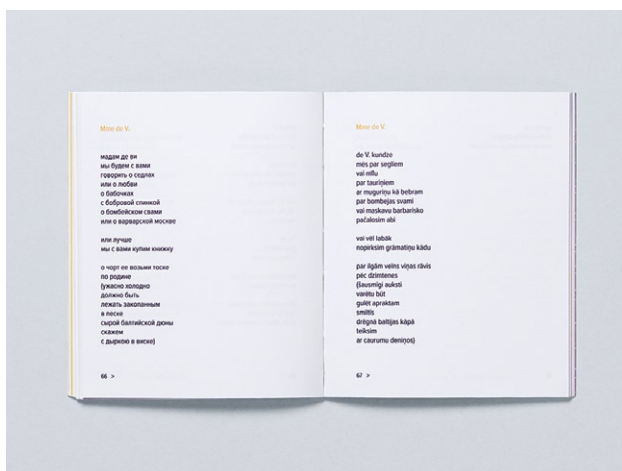 Mme de V.
мадам де ви
мы будем с вами
говорить о седлах
или о любви
о бабочках
с бобровой спинкой
о бомбейском свами
или о варварской москве
или лучше
мы с вами купим книжку
о чорт ее возьми тоске
по родине
(ужасно холодно
должно быть
лежать закопанным
в песке
сырой балтийской дюны
скажем
с дыркою в виске)
66 >
Mme de V.
de V. kundze
mēs par segliem
vai mīlu
par tauriņiem
ar muguriņu kā bebram
par bombejas svami
vai maskavu barbarisko
pačalosim abi
vai vēl labāk
nopirksim grāmatiņu kādu
par ilgām velns viņas rāvis
pēc dzimtenes
(šausmīgi auksti
varētu būt
gulēt apraktam
smiltīs
drēgnā baltijas kāpā
teiksim
ar caurumu deniņos)
67 >